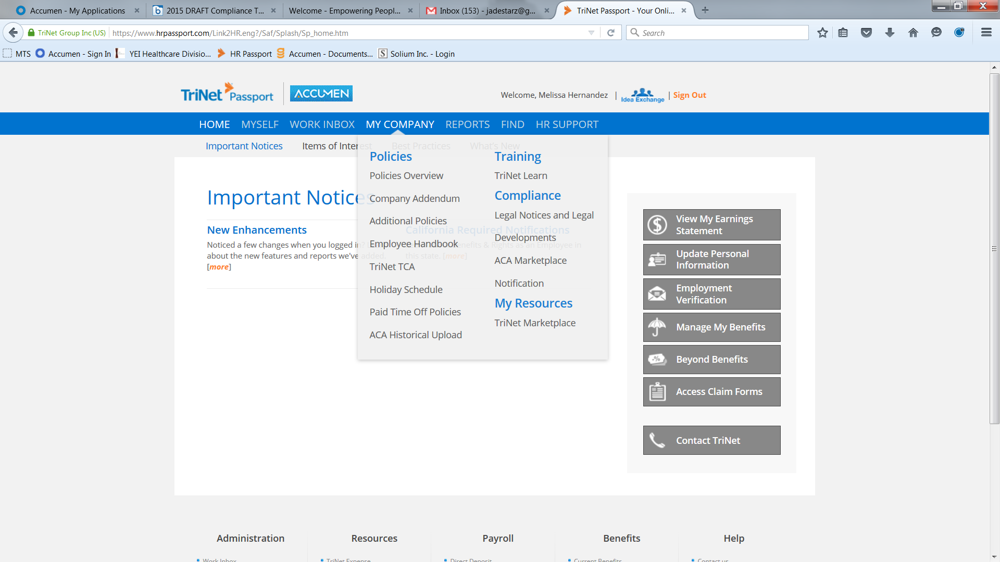 Accumen - My Applications
2015 DRAFT Compliance T...
Welcome - Empowering Peopl...
Inbox (153) - jadestarz@g...
TriNet Passport - Your Onli...
TriNet Group Inc (US)
https://www.hrpassport.com/Link2HR.eng?/Saf/Splash/Sp_home.htm
Search
MTS
Accumen - Sign In
YEI Healthcare Divisio...
HR Passport
Accumen - Documents...
Solium Inc. - Login
TriNet Passport
ACCUMEN
Welcome, Melissa Hernandez |
Idea Exchange
| Sign Out
HOME
MYSELF
WORK INBOX
MY COMPANY
REPORTS
FIND
HR SUPPORT
Important Notices
Items of Interest
Best Practices
What's New
Policies
Policies Overview
Company Addendum
Additional Policies
Employee Handbook
TriNet TCA
Holiday Schedule
Paid Time Off Policies
ACA Historical Upload
Training
TriNet Learn
Compliance
Legal Notices and Legal
Developments
ACA Marketplace
Notification
My Resources
TriNet Marketplace
Important Notices
New Enhancements
Noticed a few changes when you logged in?
about the new features and reports we've added.
[more]
California Required Notifications
Benefits & Rights as an Employee in
this state. [more]
View My Earnings
Statement
Update Personal
Information
Employment
Verification
Manage My Benefits
Beyond Benefits
Access Claim Forms
Contact TriNet
Administration
Resources
Payroll
Benefits
Help
Work Inbox
TriNet Expense
Direct Deposit
Current Benefits
Contact us